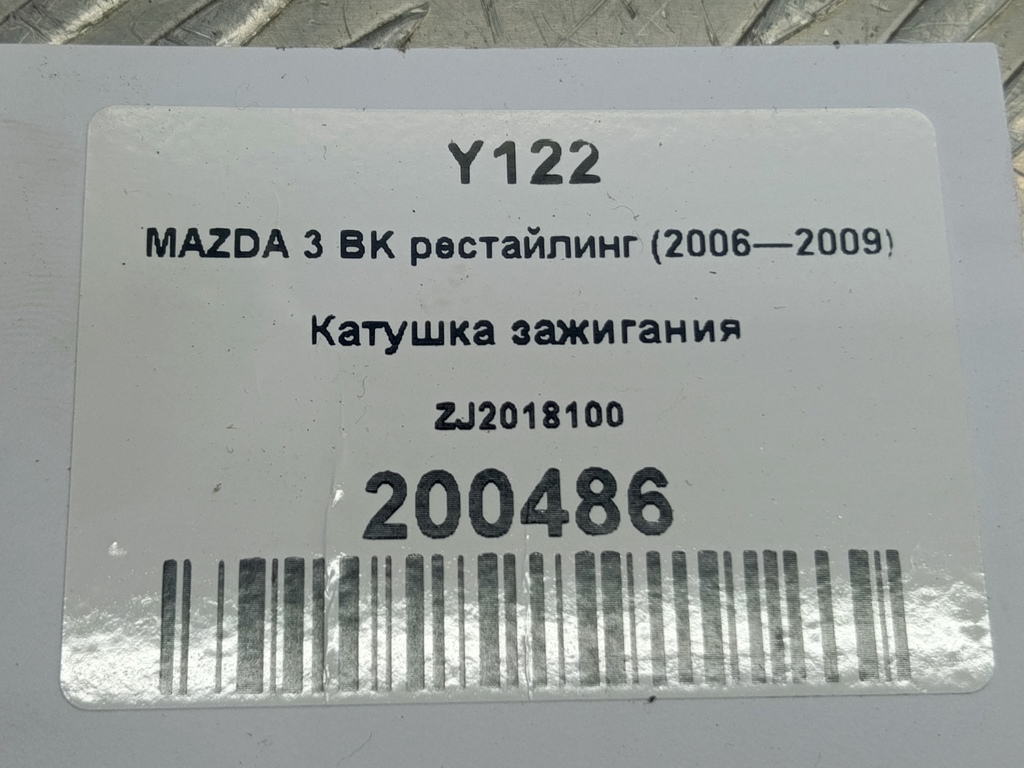 Y122
MAZDA 3 BK рестайлинг (2006—2009)
Катушка зажигания
ZJ2018100
200486